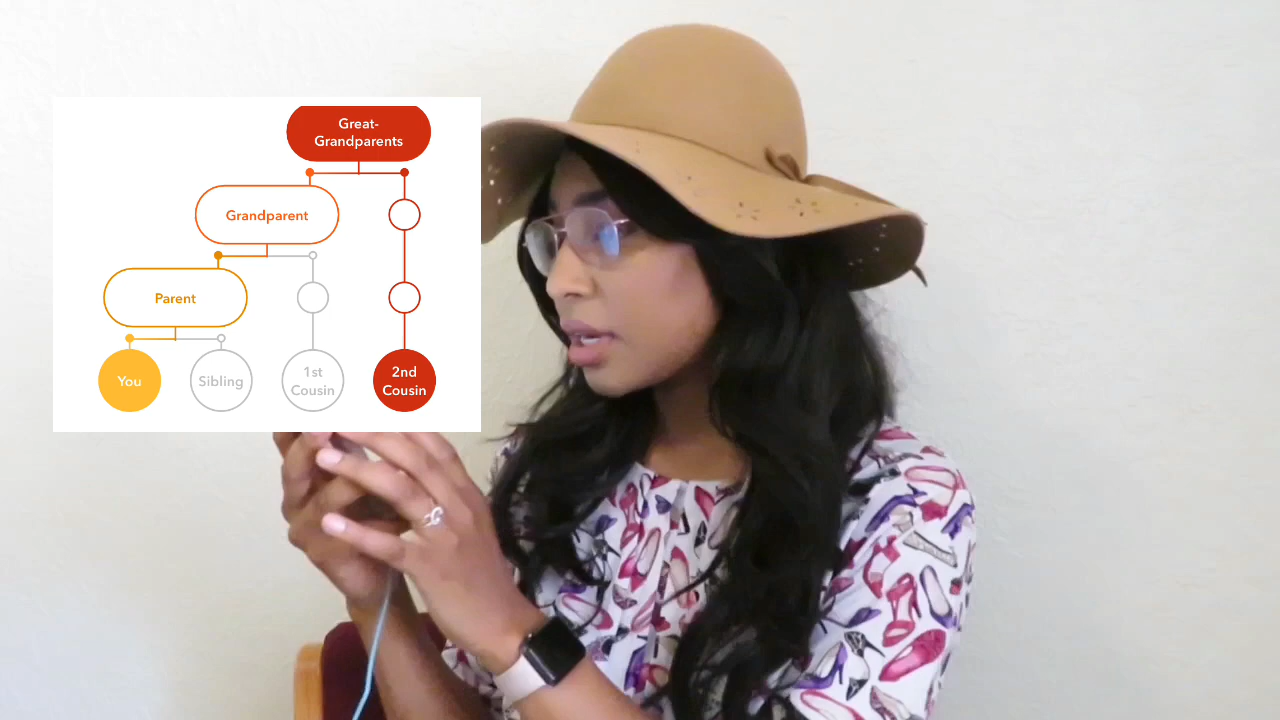 Great-
Grandparents
Grandparent
Parent
You
Sibling
1st
Cousin
2nd
Cousin